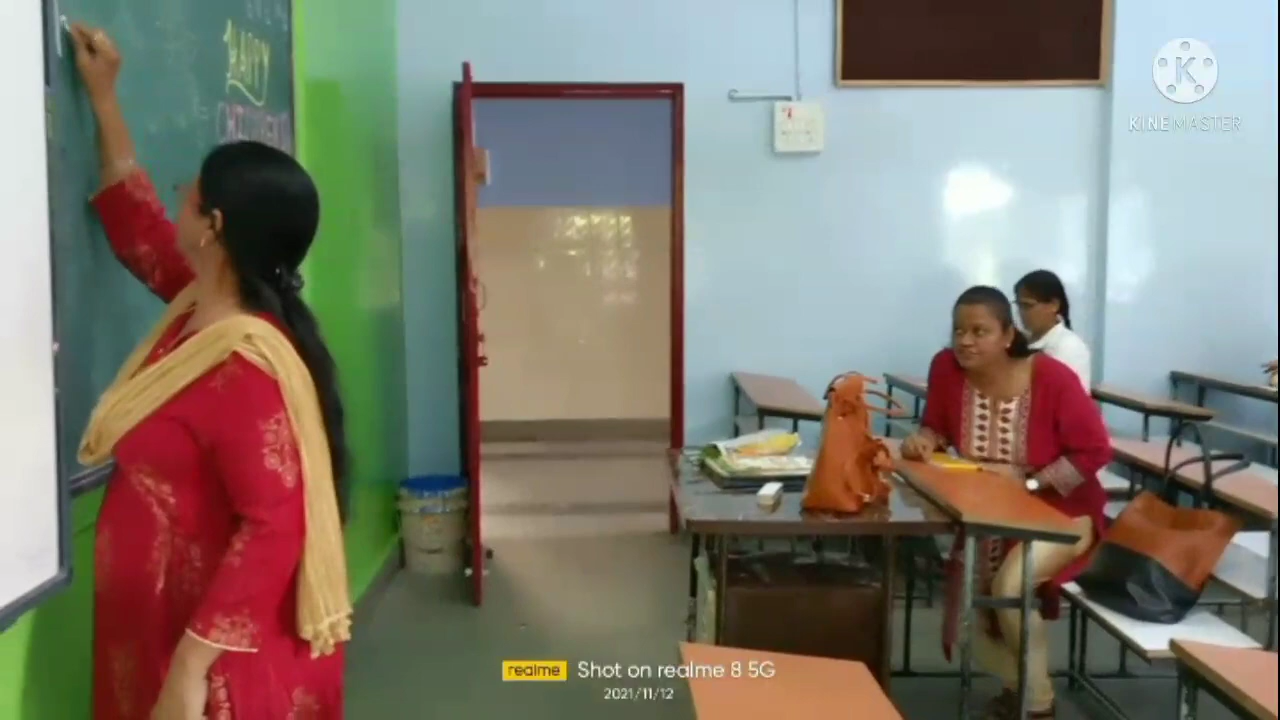 HAPPY
CHILDREN
K
KINEMASTER
realme Shot on realme 8 5G
2021/11/12